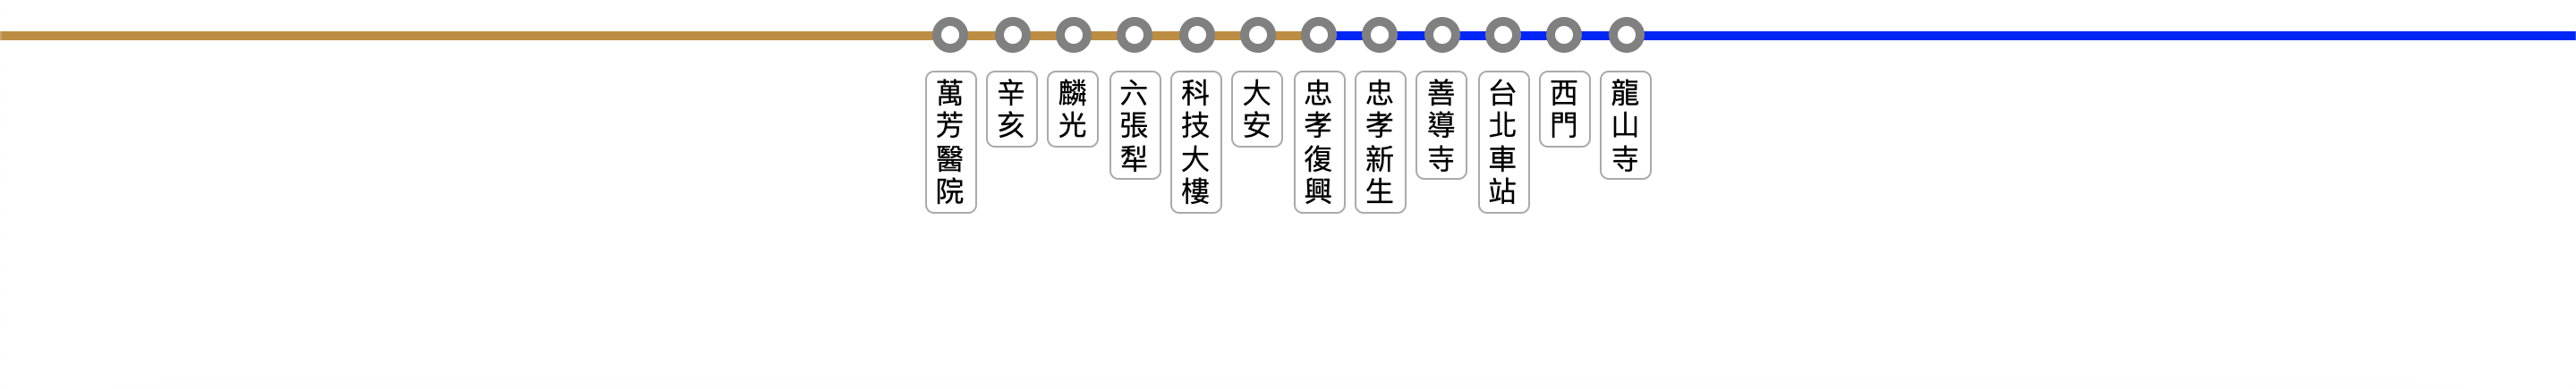 萬芳醫院
辛亥
麟光
六張犁
科技大樓
大安
忠孝復興
忠孝新生
善導寺
台北車站
西門
龍山寺